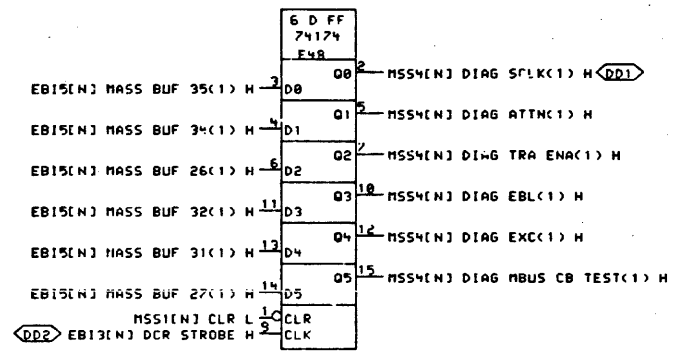 6 D FF
74174
E48
Q0 2 MSS4[N] DIAG SCLK(1) H DD1
EBI5[N] MASS BUF 35(1) H 3 D0
Q1 5 MSS4[N] DIAG ATTN(1) H
EBI5[N] MASS BUF 34(1) H 4 D1
Q2 7 MSS4[N] DIAG TRA ENA(1) H
EBI5[N] MASS BUF 26(1) H 6 D2
Q3 10 MSS4[N] DIAG EBL(1) H
EBI5[N] MASS BUF 32(1) H 11 D3
Q4 12 MSS4[N] DIAG EXC(1) H
EBI5[N] MASS BUF 31(1) H 13 D4
Q5 15 MSS4[N] DIAG MBUS CB TEST(1) H
EBI5[N] MASS BUF 27(1) H 14 D5
MSS1[N] CLR L 1 CLR
DD2 EBI3[N] DCR STROBE H 9 CLK